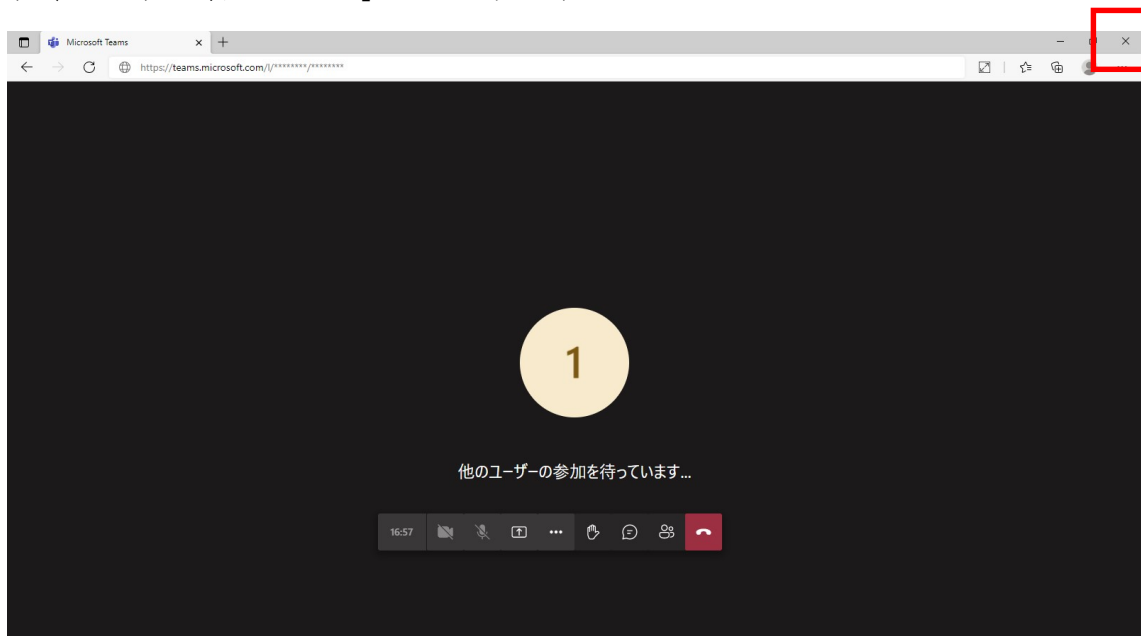 Microsoft Teams
https://teams.microsoft.com/l/********/********
1
他のユーザーの参加を待っています...
16:57